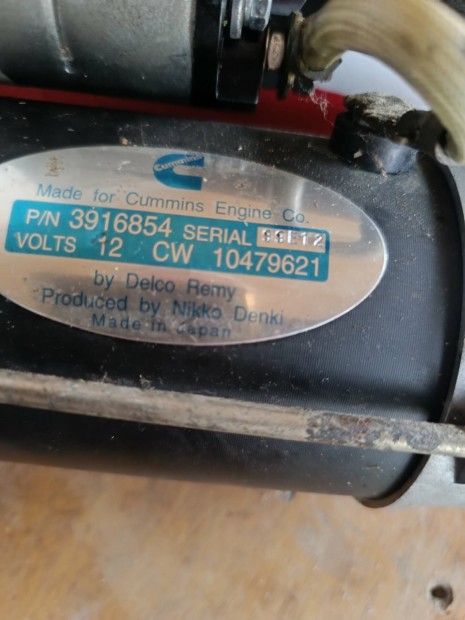 Cummins
Made for Cummins Engine Co.
P/N 3916854 SERIAL 99E12
VOLTS 12 CW 10479621
by Delco Remy
Produced by Nikko Denki
Made in Japan